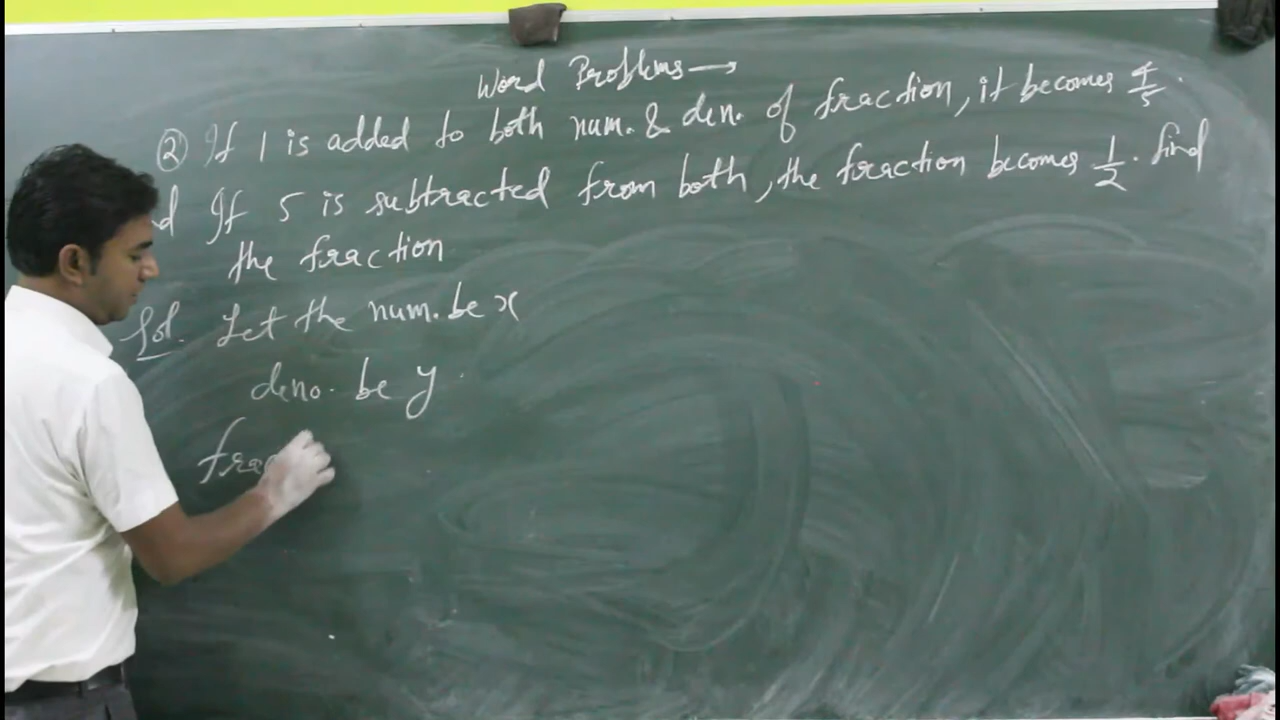 Word Problems →
② If 1 is added to both num. & den. of fraction, it becomes 4/5.
If 5 is subtracted from both, the fraction becomes 1/2. find
the fraction
Sol. Let the num. be x
deno. be y.
frac